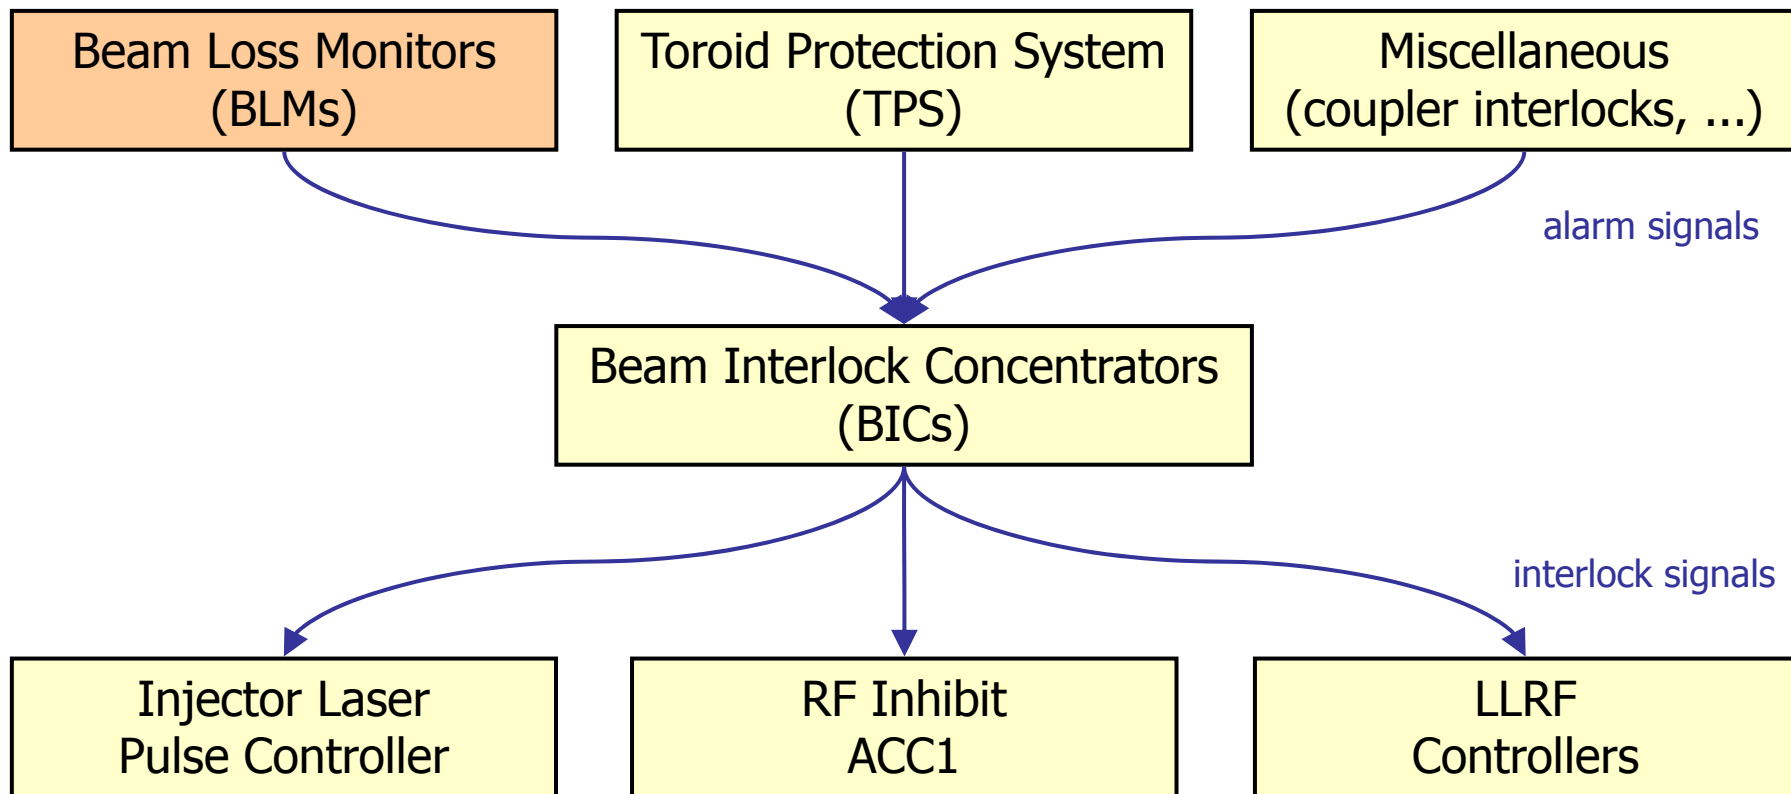 Beam Loss Monitors
(BLMs)
Toroid Protection System
(TPS)
Miscellaneous
(coupler interlocks, ...)
alarm signals
Beam Interlock Concentrators
(BICs)
interlock signals
Injector Laser
Pulse Controller
RF Inhibit
ACC1
LLRF
Controllers